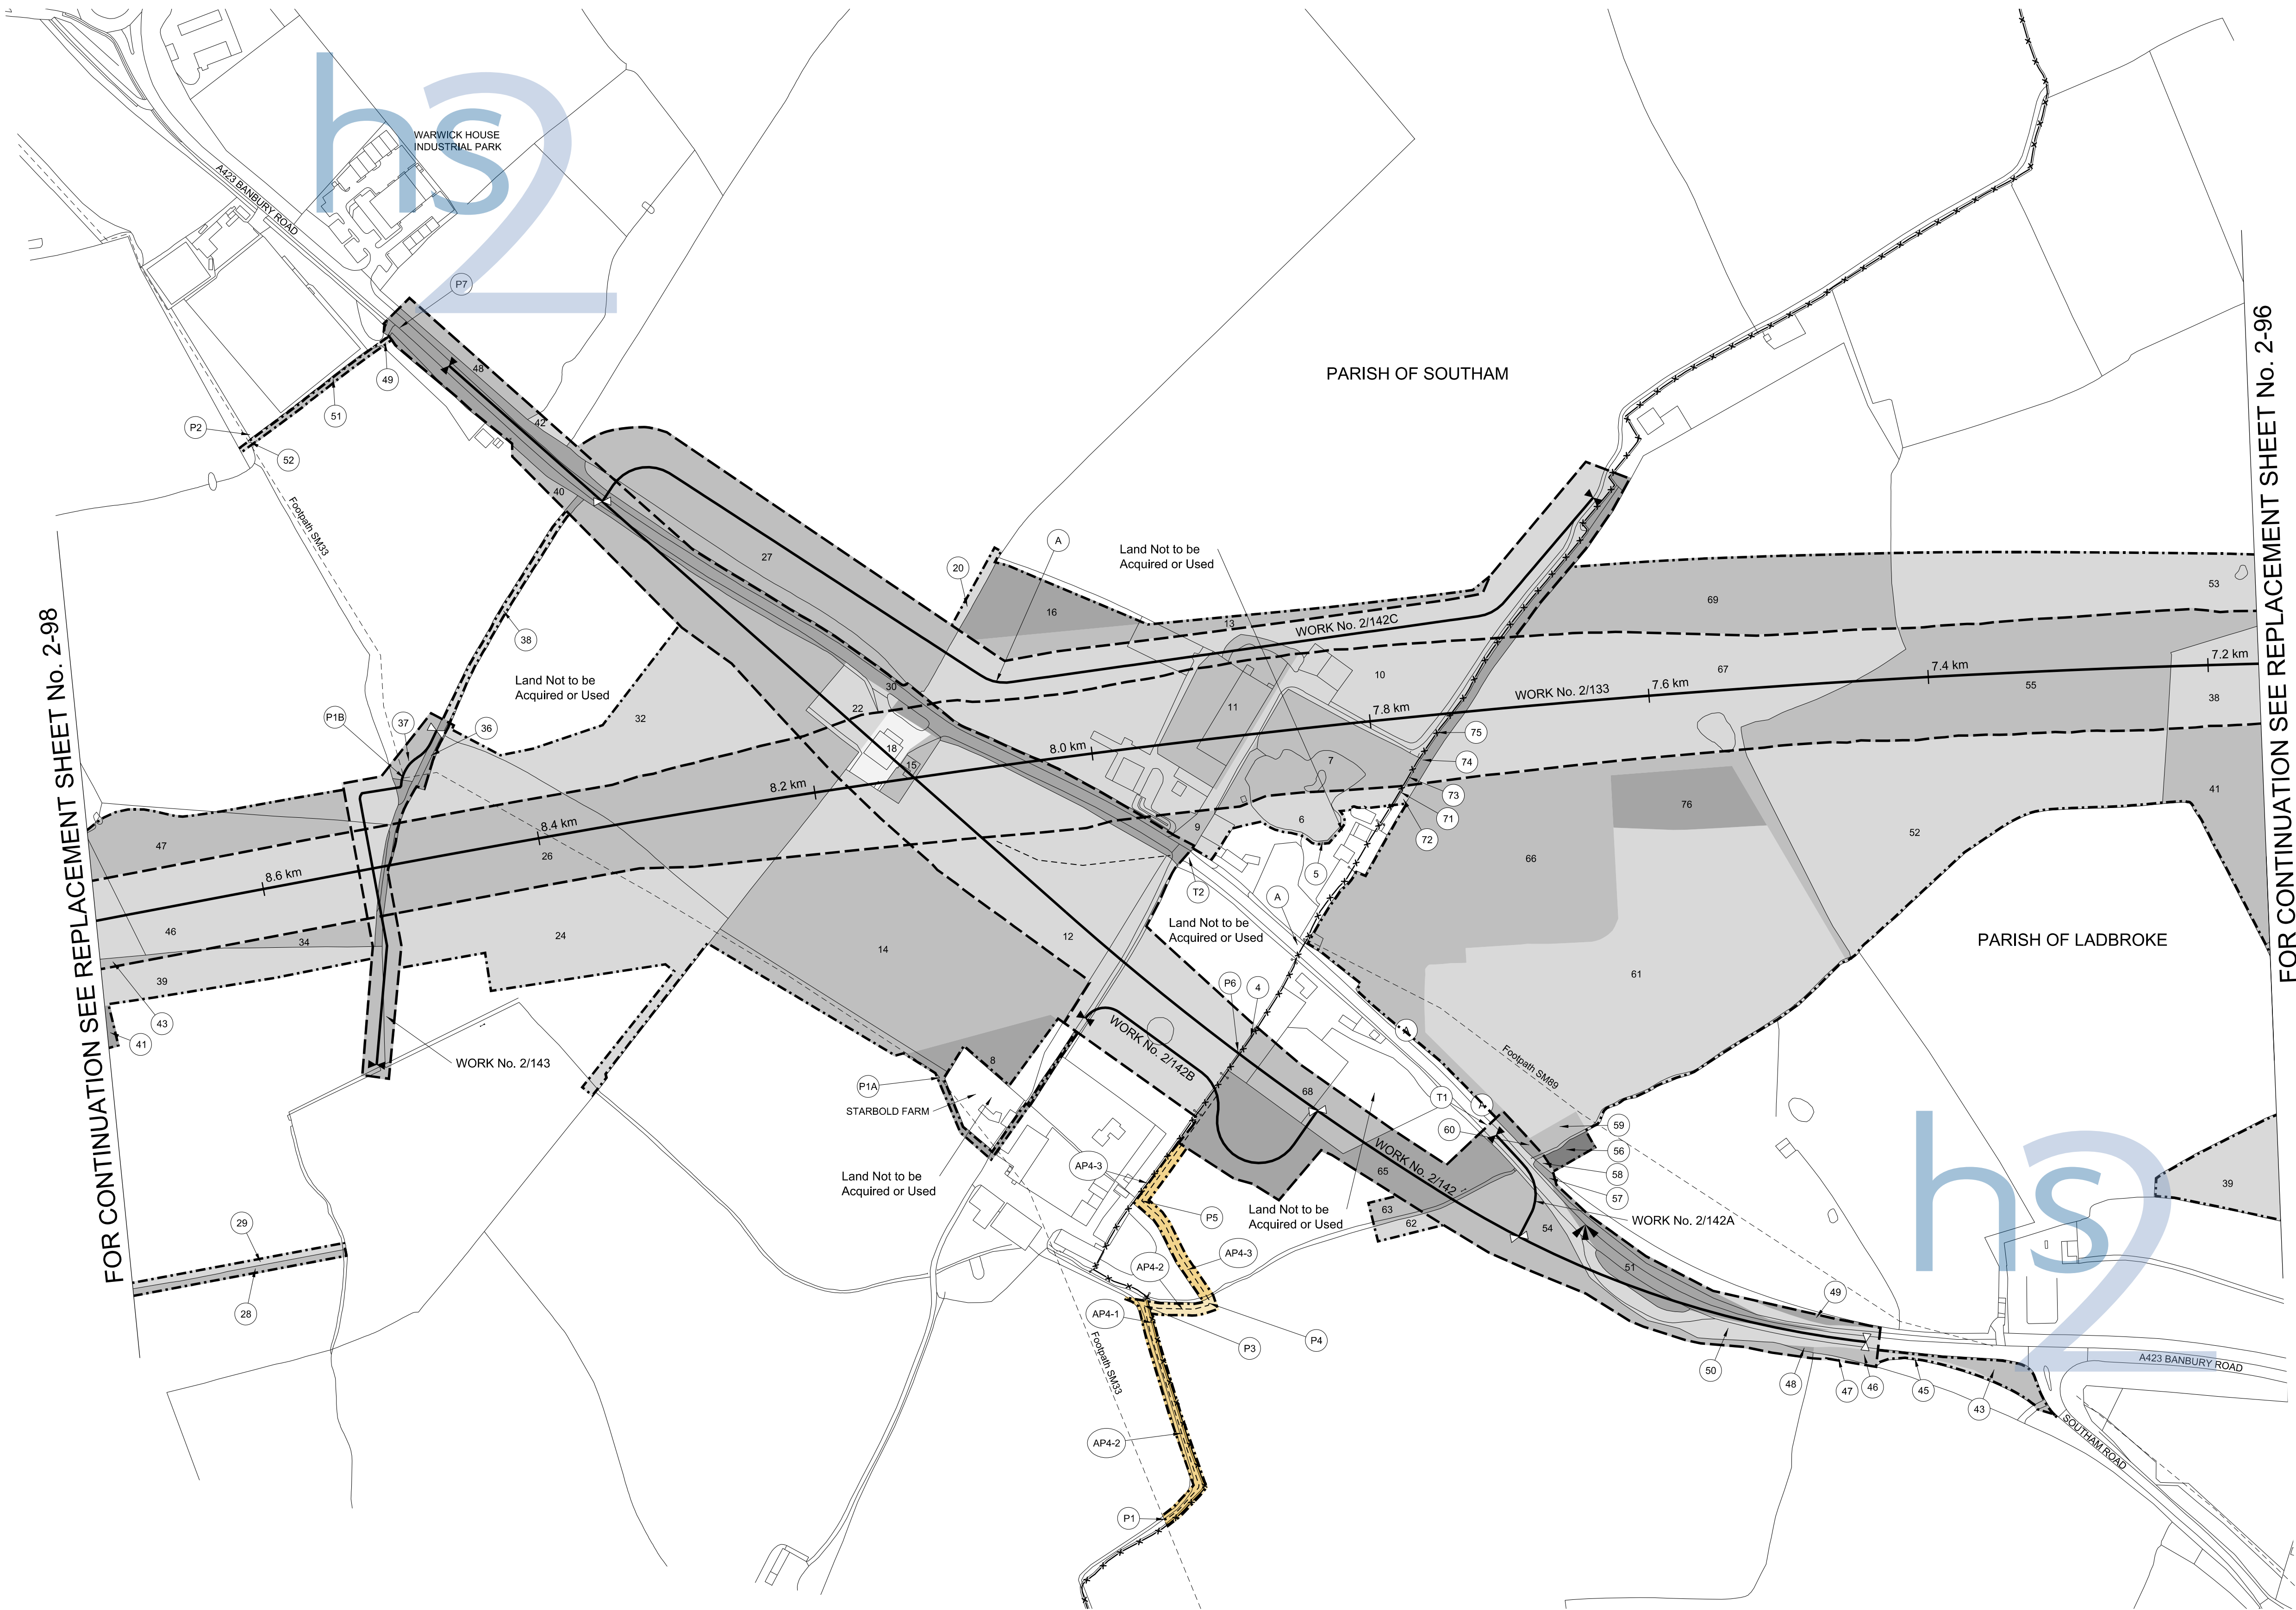 hs2
WARWICK HOUSE
INDUSTRIAL PARK
A423 BANBURY ROAD
P7
48
49
51
42
P2
52
40
Footpath SM33
PARISH OF SOUTHAM
FOR CONTINUATION SEE REPLACEMENT SHEET No. 2-96
27
A
Land Not to be
Acquired or Used
20
16
13
WORK No. 2/142C
69
53
38
Land Not to be
Acquired or Used
FOR CONTINUATION SEE REPLACEMENT SHEET No. 2-98
30
10
67
7.2 km
7.4 km
7.6 km
WORK No. 2/133
55
38
32
22
11
7.8 km
P1B
37
36
18
8.0 km
75
15
7
74
8.2 km
73
41
76
71
6
72
9
52
8.4 km
47
26
66
8.6 km
5
T2
A
46
34
24
14
12
Land Not to be
Acquired or Used
PARISH OF LADBROKE
39
61
P6
4
43
41
A
WORK No. 2/143
8
WORK No. 2/142B
Footpath SM89
P1A
STARBOLD FARM
68
T1
A
60
59
56
58
57
AP4-3
WORK No. 2/142
65
Land Not to be
Acquired or Used
39
63
62
P5
Land Not to be
Acquired or Used
WORK No. 2/142A
54
29
AP4-3
AP4-2
51
hs2
28
AP4-1
49
P4
P3
Footpath SM33
50
48
47
46
45
43
A423 BANBURY ROAD
SOUTHAM ROAD
AP4-2
P1